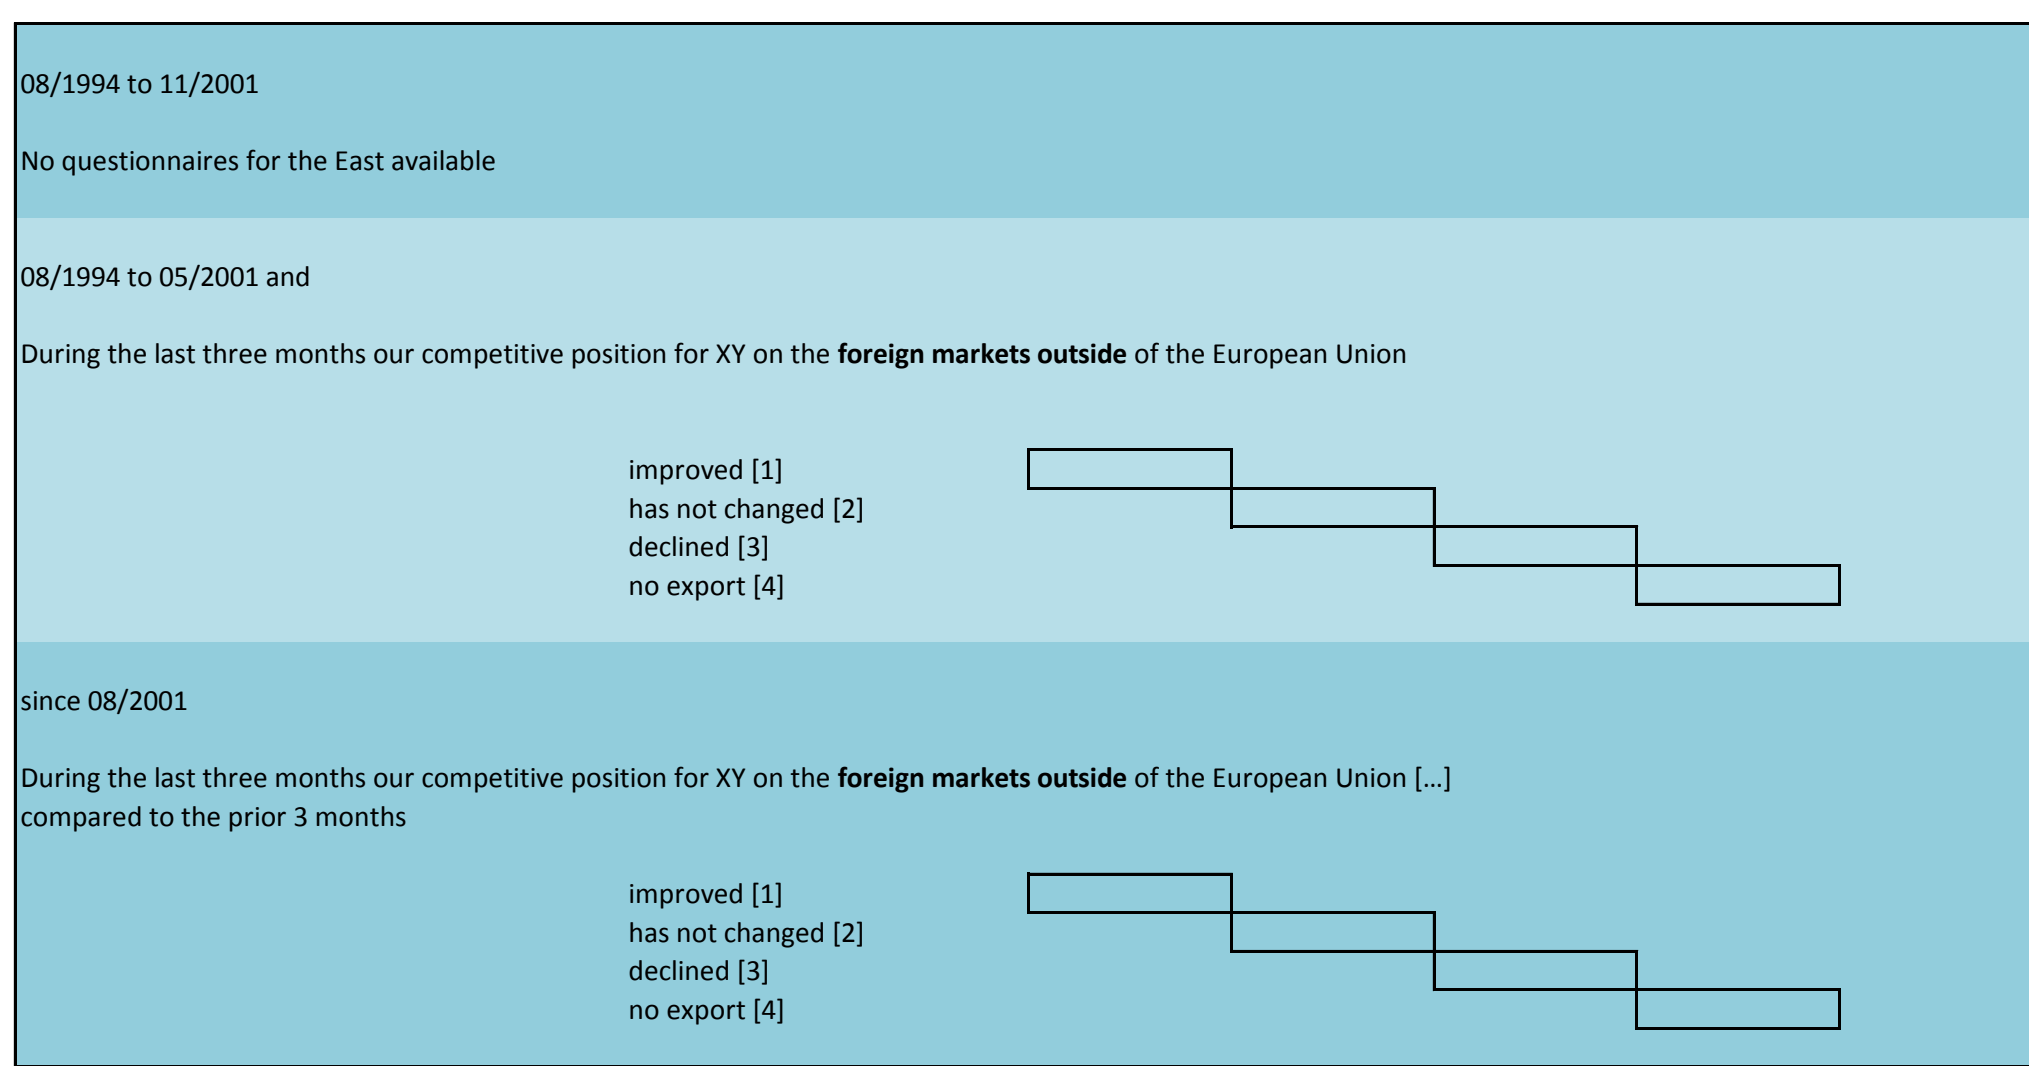 08/1994 to 11/2001
No questionnaires for the East available
08/1994 to 05/2001 and
During the last three months our competitive position for XY on the foreign markets outside of the European Union
improved [1]
has not changed [2]
declined [3]
no export [4]
since 08/2001
During the last three months our competitive position for XY on the foreign markets outside of the European Union […]
compared to the prior 3 months
improved [1]
has not changed [2]
declined [3]
no export [4]